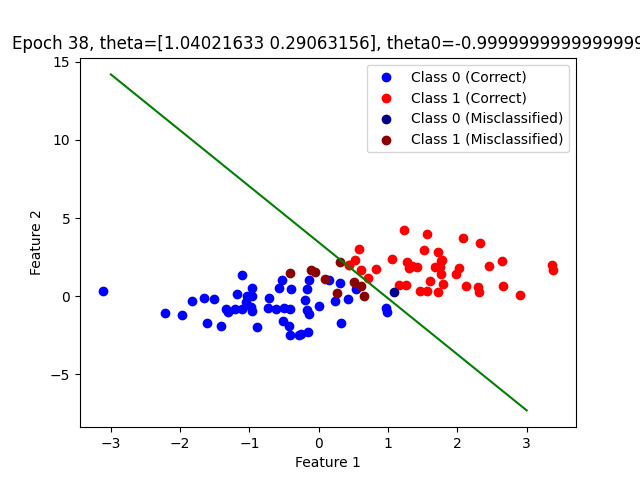 Epoch 38, theta=[1.04021633 0.29063156], theta0=-0.9999999999999999
15
10
5
0
−5
Feature 2
Class 0 (Correct)
Class 1 (Correct)
Class 0 (Misclassified)
Class 1 (Misclassified)
−3
−2
−1
0
1
2
3
Feature 1